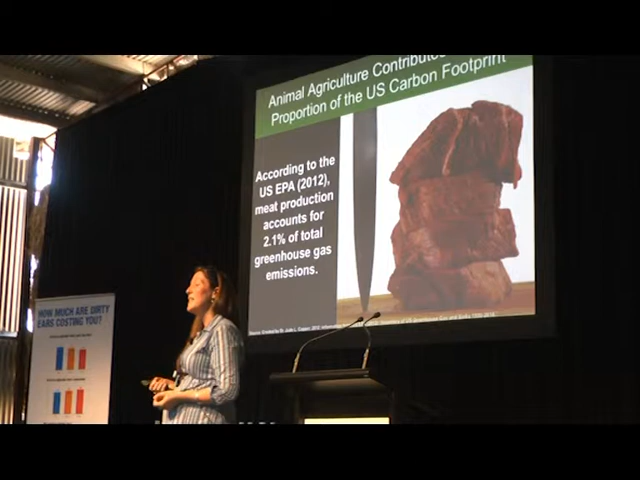 Animal Agriculture Contributes
Proportion of the US Carbon Footprint
According to the
US EPA (2012),
meat production
accounts for
2.1% of total
greenhouse gas
emissions.
HOW MUCH ARE DIRTY
EARS COSTING YOU?